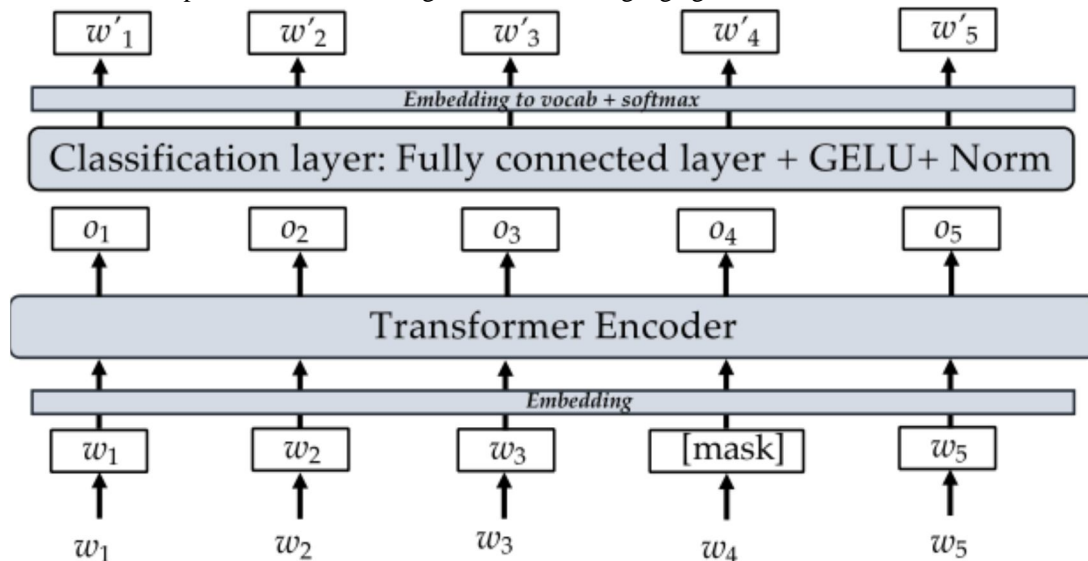 w'₁ w'₂ w'₃ w'₄ w'₅
Embedding to vocab + softmax
Classification layer: Fully connected layer + GELU+ Norm
o₁ o₂ o₃ o₄ o₅
Transformer Encoder
Embedding
w₁ w₂ w₃ [mask] w₅
w₁ w₂ w₃ w₄ w₅